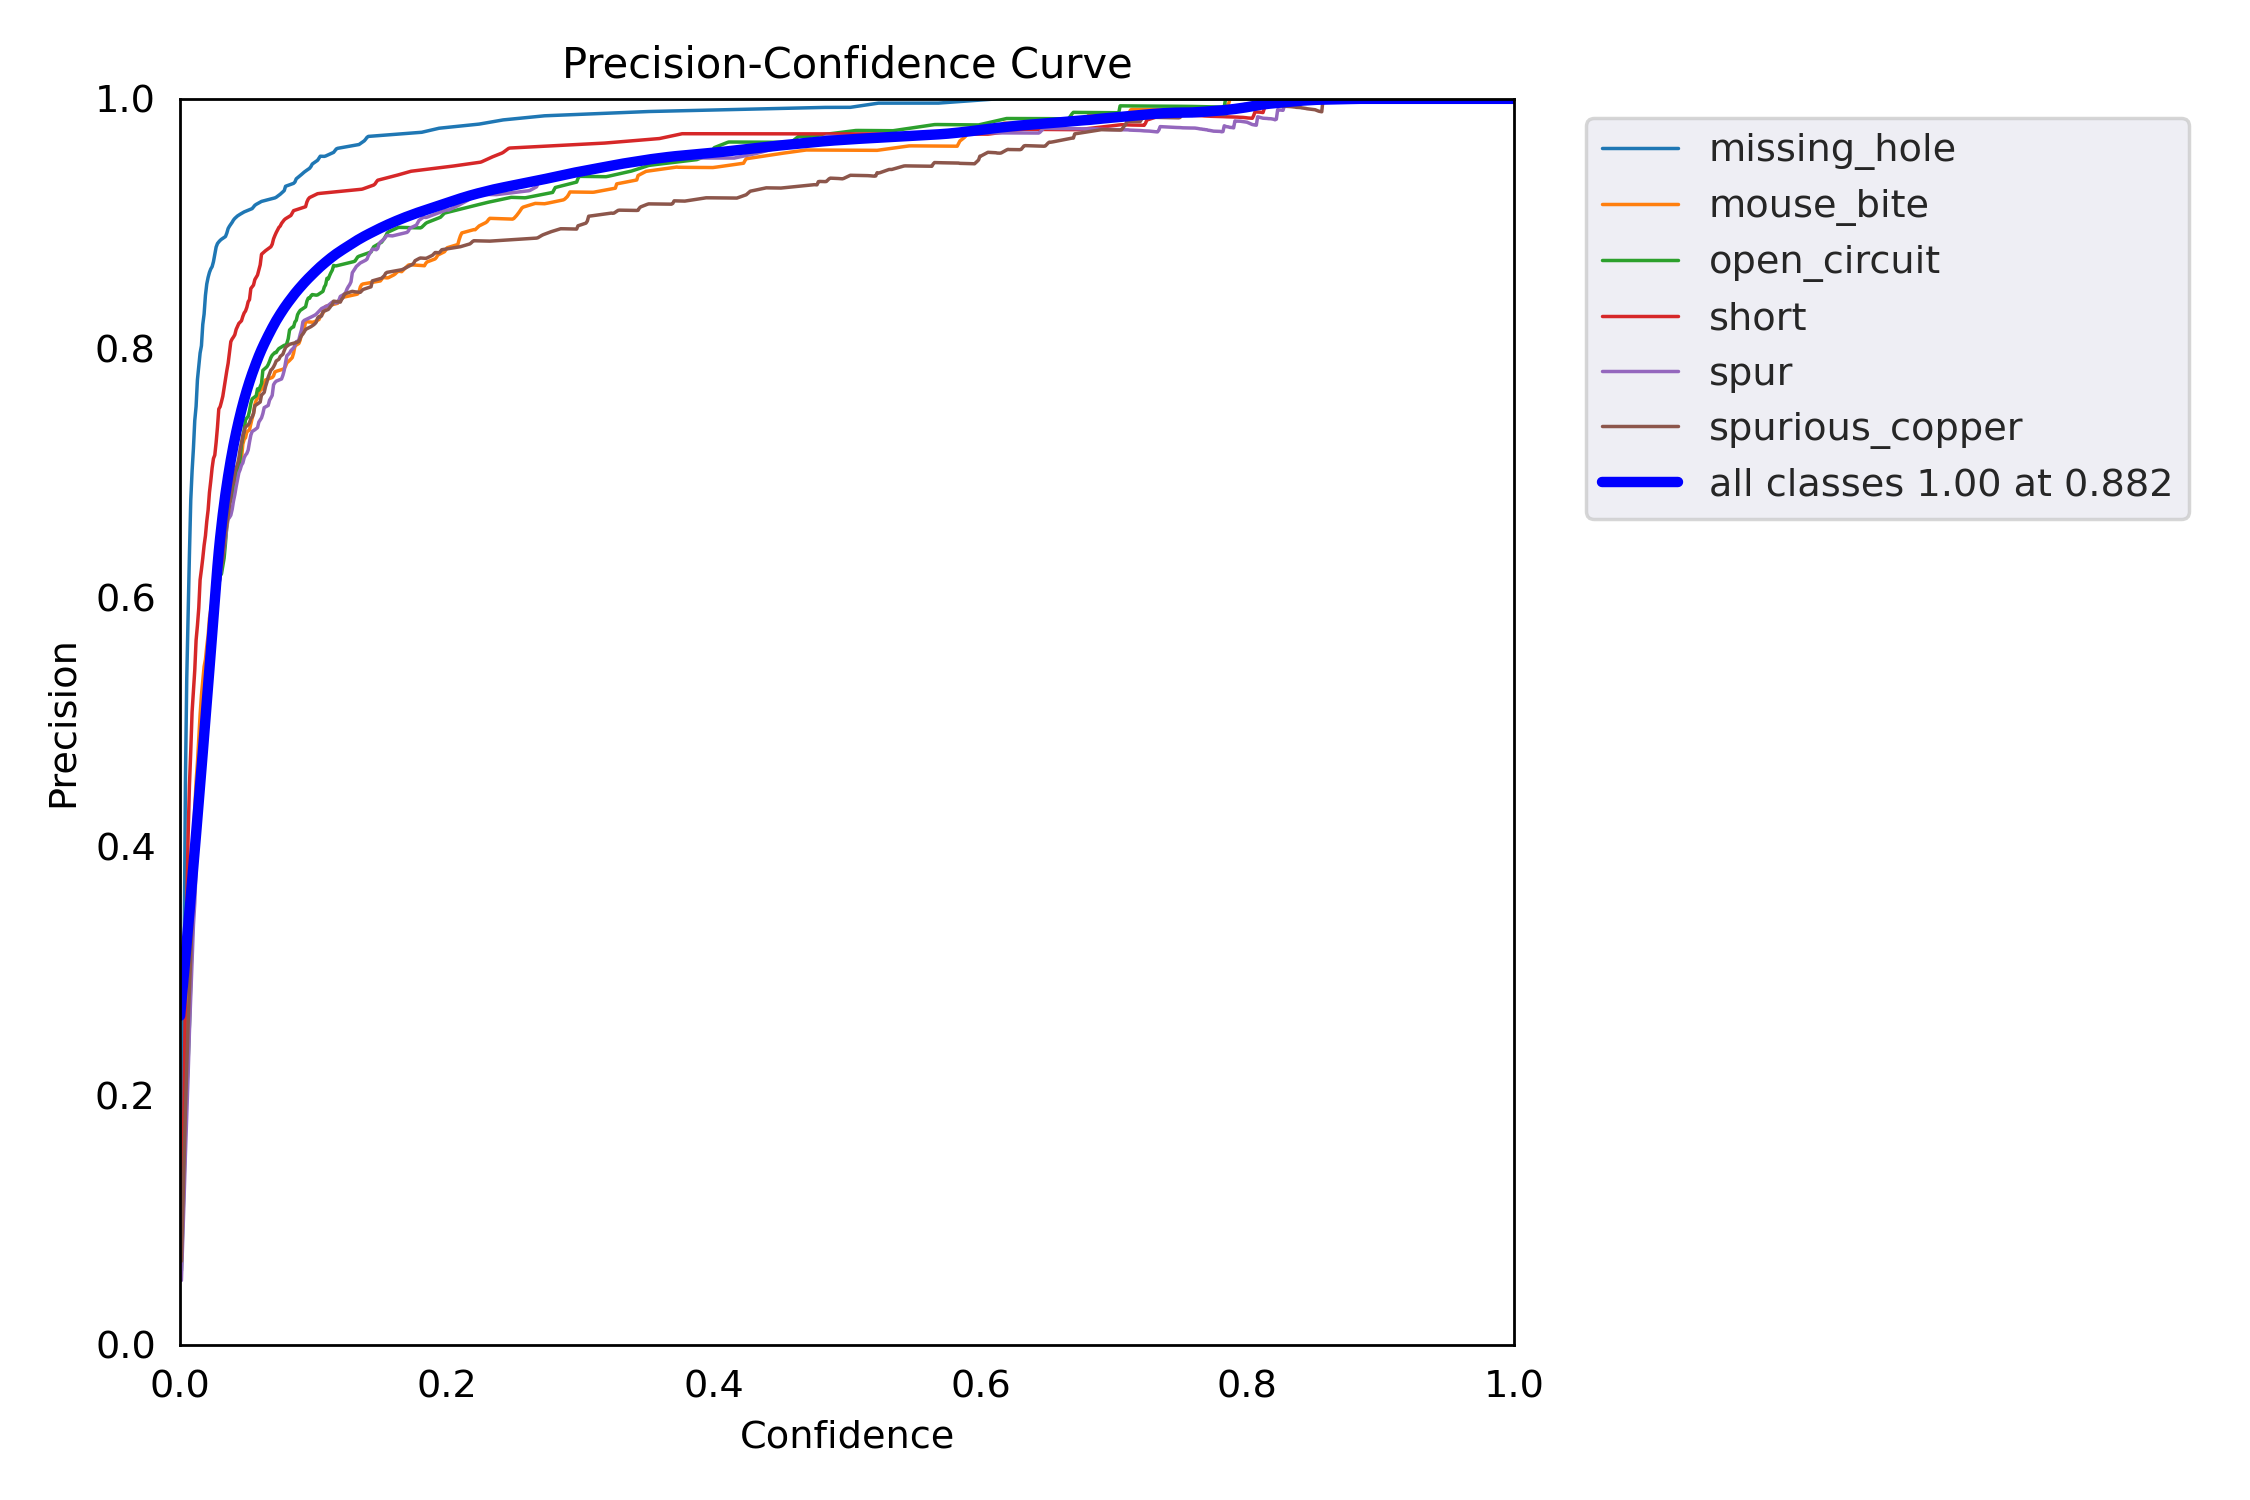 Precision-Confidence Curve
1.0
0.8
0.6
0.4
0.2
0.0
Precision
0.0 0.2 0.4 0.6 0.8 1.0
Confidence
missing_hole
mouse_bite
open_circuit
short
spur
spurious_copper
all classes 1.00 at 0.882